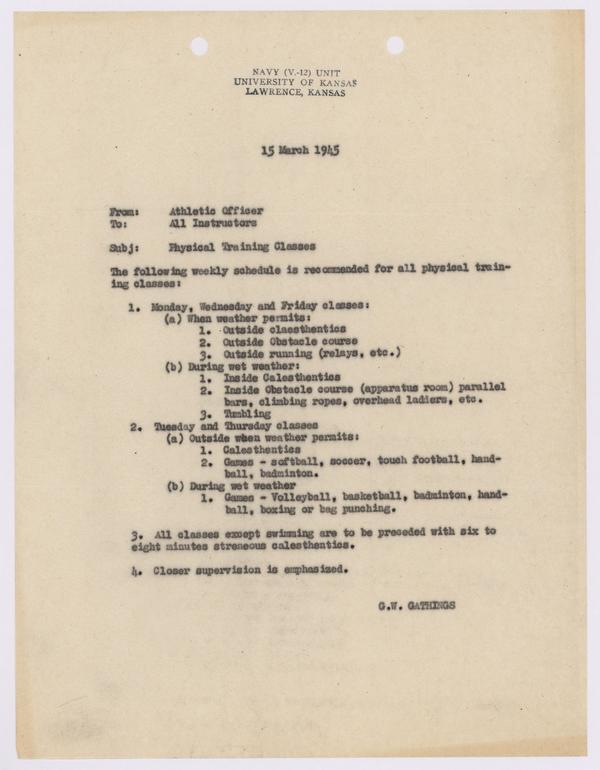 NAVY (V.-12) UNIT
UNIVERSITY OF KANSAS
LAWRENCE, KANSAS
15 March 1945
From: Athletic Officer
To: All Instructors
Subj: Physical Training Classes
The following weekly schedule is recommended for all physical train-
ing classes:
1. Monday, Wednesday and Friday classes:
(a) When weather permits:
1. Outside claesthentics
2. Outside Obstacle course
3. Outside running (relays, etc.)
(b) During wet weather:
1. Inside Calesthentics
2. Inside Obstacle course (apparatus room) parallel
bars, climbing ropes, overhead ladders, etc.
3. Tumbling
2. Tuesday and Thursday classes
(a) Outside when weather permits:
1. Calesthentics
2. Games - softball, soccer, touch football, hand-
ball, badminton.
(b) During wet weather
1. Games - Volleyball, basketball, badminton, hand-
ball, boxing or bag punching.
3. All classes except swimming are to be preceded with six to
eight minutes streneous calesthentics.
4. Closer supervision is emphasized.
G.W. GATHINGS